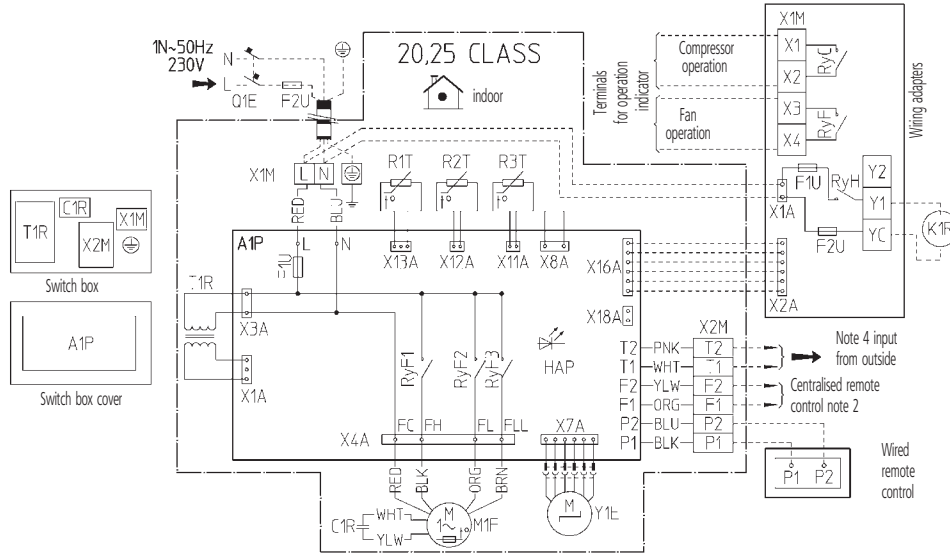 1N~50Hz
230V
N
L
Q1E
F2U
20,25 CLASS
indoor
Terminals
for operation
indicator
Compressor
operation
Fan
operation
X1M
X1
X2
X3
X4
RyC
RyF
Wiring adapters
F1U
RyH
Y2
Y1
YC
X1A
F2U
K1R
X2A
X1M
L N
R1T
R2T
R3T
RED
BLU
A1P
L
N
F1U
X13A
X12A
X11A
X8A
X16A
X18A
T1R
X3A
X1A
RyF1
RyF2
RyF3
HAP
C1R
T1R
X2M
X1M
Switch box
A1P
Switch box cover
X2M
T2 PNK T2
T1 WHT T1
F2 YLW F2
F1 ORG F1
P2 BLU P2
P1 BLK P1
Note 4 input
from outside
Centralised remote
control note 2
Wired
remote
control
P1 P2
X4A
FC FH FL FLL
X7A
RED
BLK
ORG
BRN
C1R
WHT
YLW
M
1~
M1F
M
Y1E